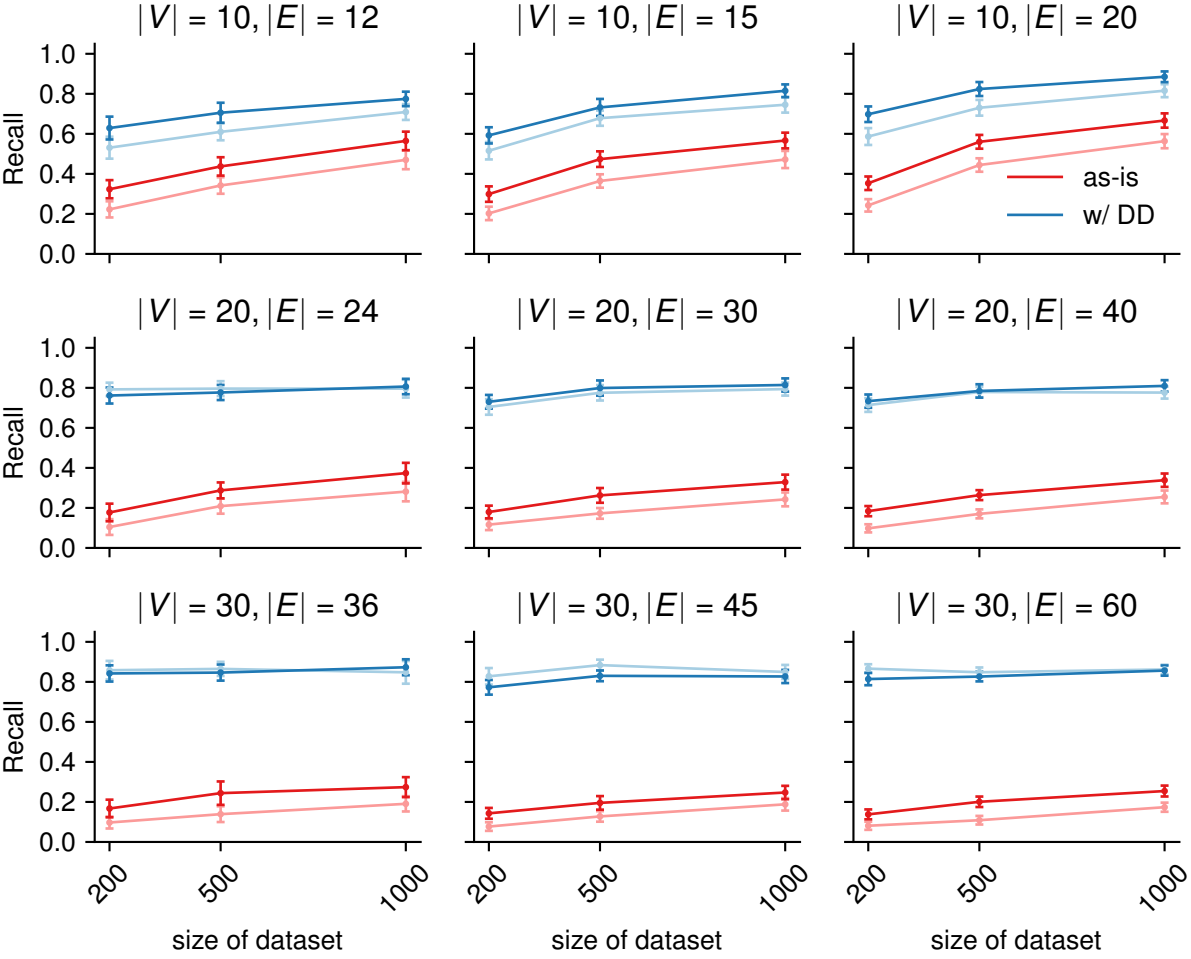 |V| = 10, |E| = 12
|V| = 10, |E| = 15
|V| = 10, |E| = 20
Recall
1.0
0.8
0.6
0.4
0.2
0.0
as-is
w/ DD
|V| = 20, |E| = 24
|V| = 20, |E| = 30
|V| = 20, |E| = 40
Recall
1.0
0.8
0.6
0.4
0.2
0.0
|V| = 30, |E| = 36
|V| = 30, |E| = 45
|V| = 30, |E| = 60
Recall
1.0
0.8
0.6
0.4
0.2
0.0
200
500
1000
200
500
1000
200
500
1000
size of dataset
size of dataset
size of dataset